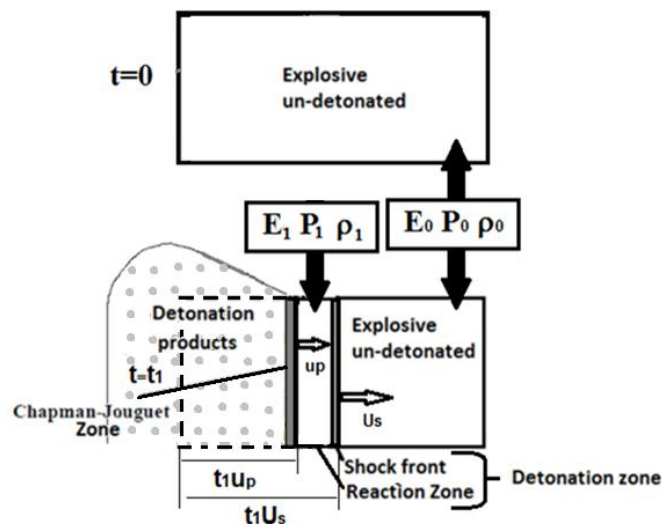 t=0
Explosive
un-detonated
E₁ P₁ ρ₁
E₀ P₀ ρ₀
Detonation
products
Explosive
un-detonated
up
t=t₁
Us
Chapman-Jouguet
Zone
t₁uₚ
Shock front
Reaction Zone
Detonation zone
t₁Uₛ